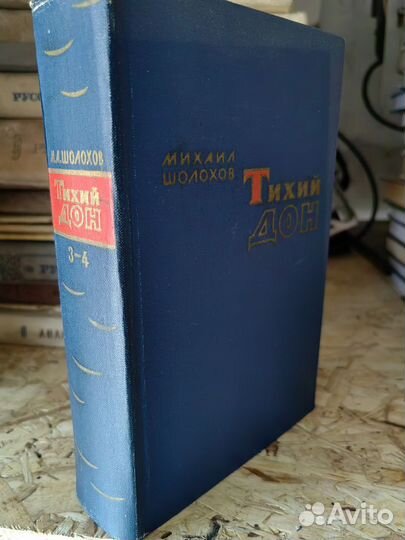 М.А.ШОЛОХОВ
ТИХИЙ
ДОН
3-4
МИХАИЛ
ШОЛОХОВ
ТИХИЙ
ДОН
Avito